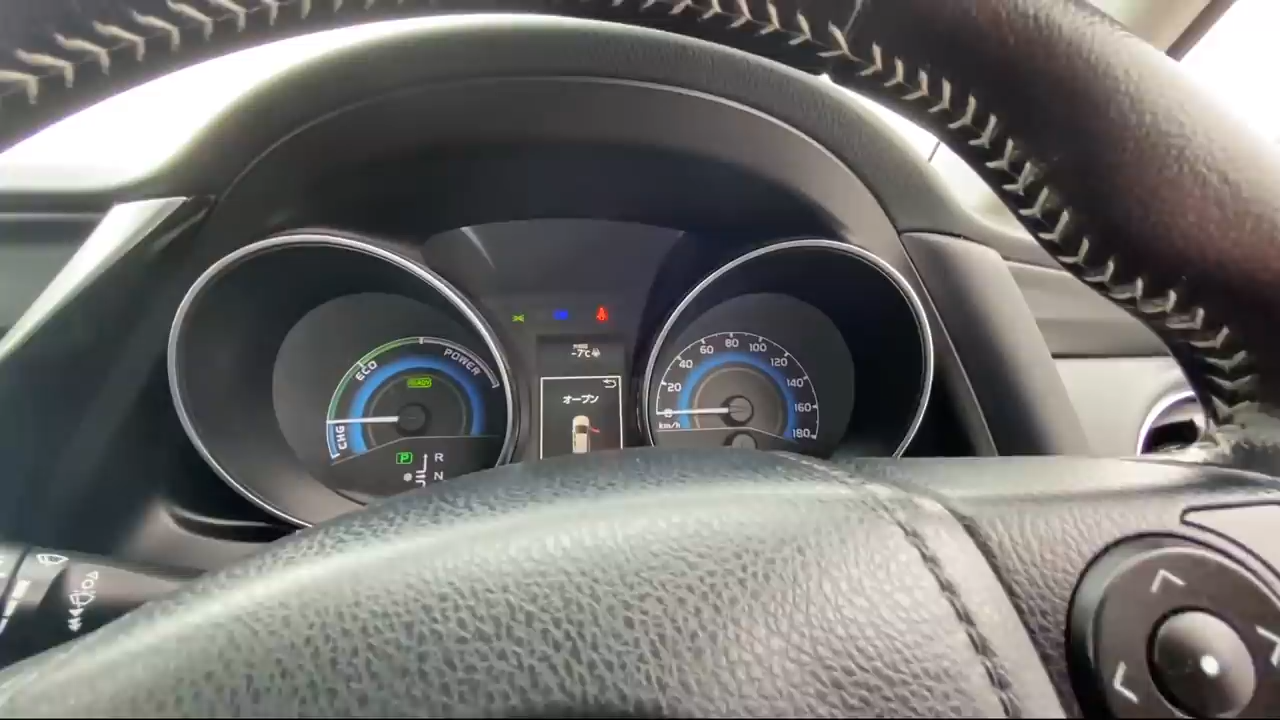 ECO
POWER
READY
CHG
P
R
N
-7°C
オープン
0
20
40
60
80
100
120
140
160
180
km/h